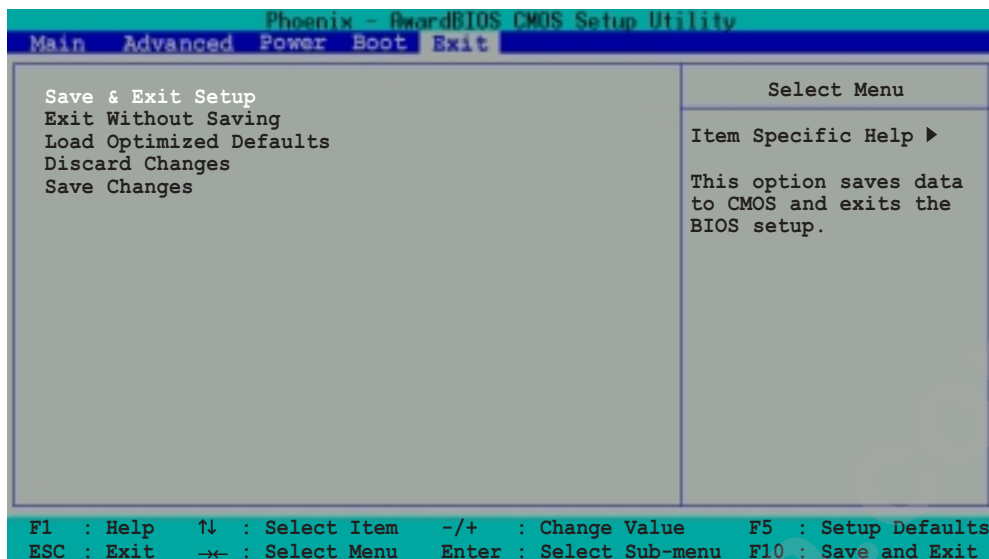 Phoenix - AwardBIOS CMOS Setup Utility
Main Advanced Power Boot Exit
Save & Exit Setup
Exit Without Saving
Load Optimized Defaults
Discard Changes
Save Changes
Select Menu
Item Specific Help ▶
This option saves data
to CMOS and exits the
BIOS setup.
F1 : Help ↑↓ : Select Item -/+ : Change Value F5 : Setup Defaults
ESC : Exit →← : Select Menu Enter : Select Sub-menu F10 : Save and Exit